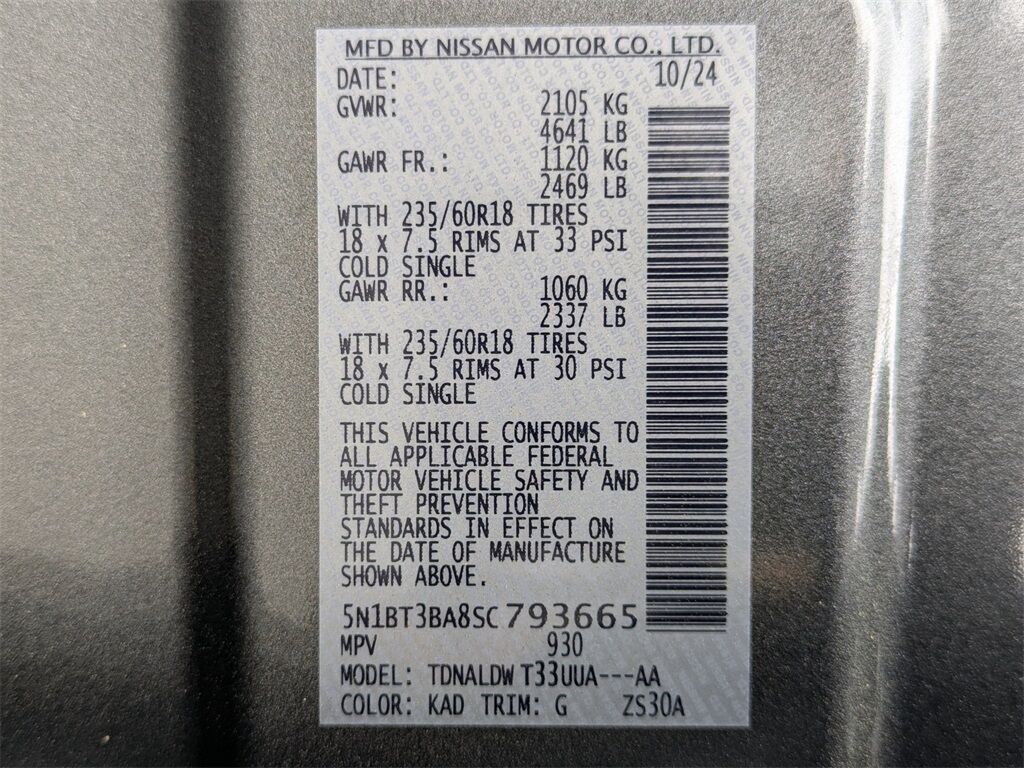 MFD BY NISSAN MOTOR CO., LTD.
DATE: 10/24
GVWR: 2105 KG
4641 LB
GAWR FR.: 1120 KG
2469 LB
WITH 235/60R18 TIRES
18 x 7.5 RIMS AT 33 PSI
COLD SINGLE
GAWR RR.: 1060 KG
2337 LB
WITH 235/60R18 TIRES
18 x 7.5 RIMS AT 30 PSI
COLD SINGLE
THIS VEHICLE CONFORMS TO
ALL APPLICABLE FEDERAL
MOTOR VEHICLE SAFETY AND
THEFT PREVENTION
STANDARDS IN EFFECT ON
THE DATE OF MANUFACTURE
SHOWN ABOVE.
5N1BT3BA8SC793665
MPV 930
MODEL: TDNALDW T33UUA---AA
COLOR: KAD TRIM: G ZS30A